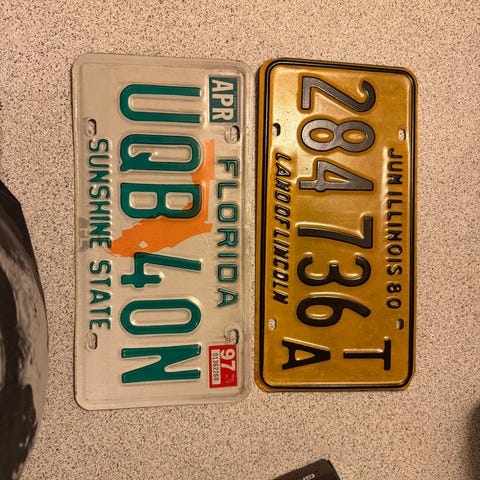 APR FLORIDA 97
UQB 40N
SUNSHINE STATE
JUN ILLINOIS 80
284 736 T A
LAND OF LINCOLN